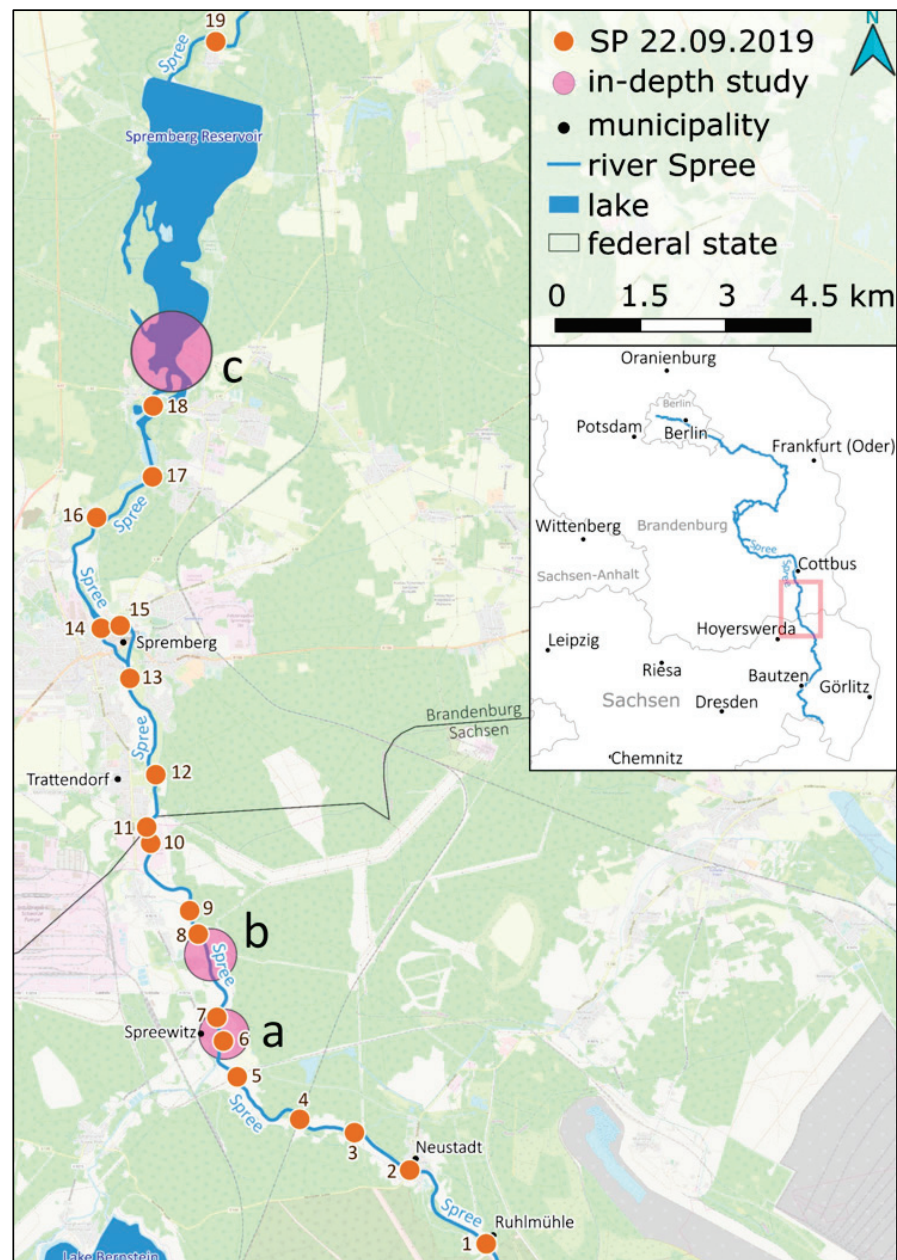 19
Spree
Spremberg Reservoir
c
18
17
16
Spree
Spree
15
14
Spremberg
13
Spree
Brandenburg
Sachsen
12
Trattendorf
11
10
9
8
b
Spree
7
Spreewitz
6
a
5
4
Spree
3
Neustadt
2
Spree
Ruhlmühle
1
Lake Bernstein
N
SP 22.09.2019
in-depth study
municipality
river Spree
lake
federal state
0 1.5 3 4.5 km
Oranienburg
Berlin
Potsdam
Berlin
Frankfurt (Oder)
Wittenberg
Brandenburg
Spree
Cottbus
Sachsen-Anhalt
Spree
Hoyerswerda
Leipzig
Riesa
Bautzen
Görlitz
Sachsen
Dresden
Chemnitz